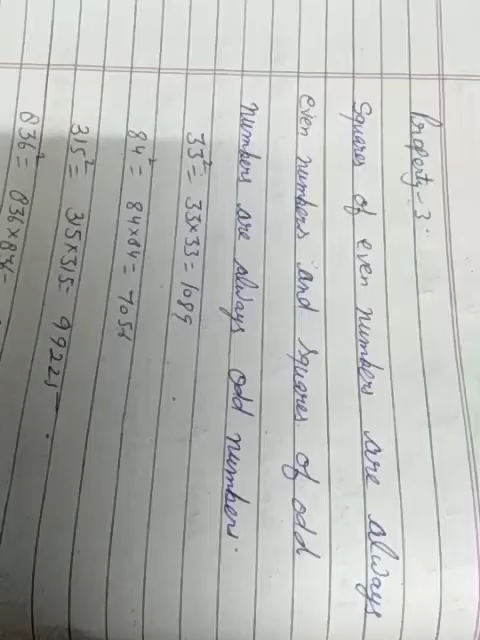 Property-3:
Squares of even numbers are always
even numbers and squares of odd
numbers are always odd numbers.
33² = 33×33 = 1089
84² = 84×84 = 7056
315² = 315×315 = 99225
836² = 836×836 =